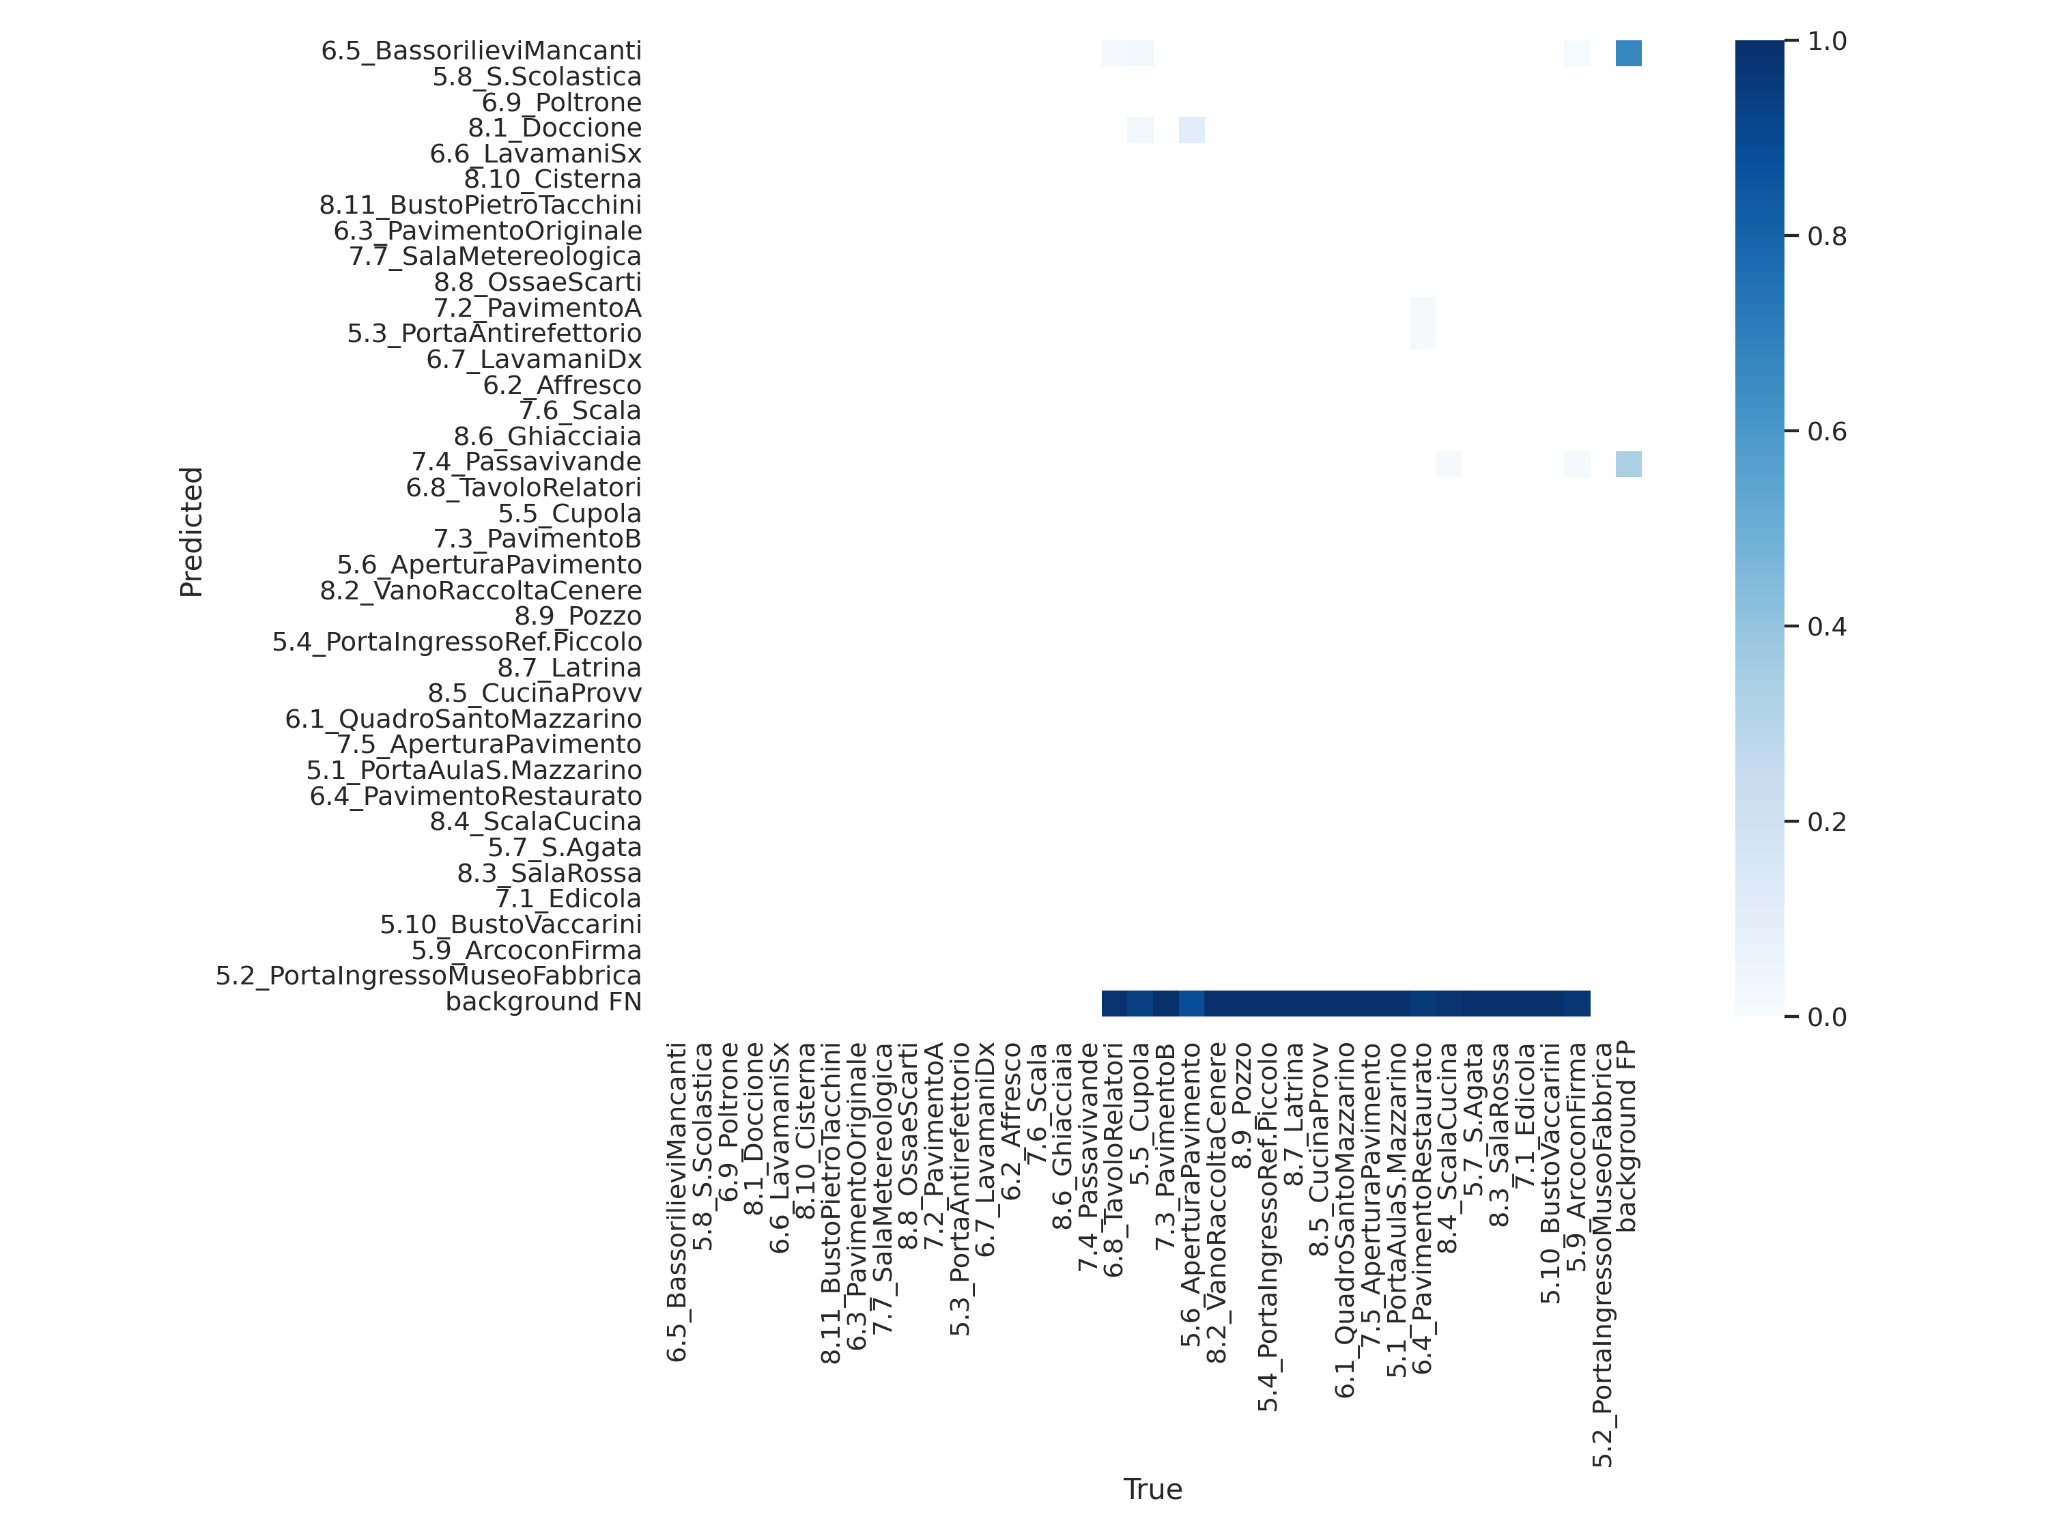 6.5_BassorilieviMancanti
5.8_S.Scolastica
6.9_Poltrone
8.1_Doccione
6.6_LavamaniSx
8.10_Cisterna
8.11_BustoPietroTacchini
6.3_PavimentoOriginale
7.7_SalaMetereologica
8.8_OssaeScarti
7.2_PavimentoA
5.3_PortaAntirefettorio
6.7_LavamaniDx
6.2_Affresco
7.6_Scala
8.6_Ghiacciaia
7.4_Passavivande
6.8_TavoloRelatori
5.5_Cupola
7.3_PavimentoB
5.6_AperturaPavimento
8.2_VanoRaccoltaCenere
8.9_Pozzo
5.4_PortaIngressoRef.Piccolo
8.7_Latrina
8.5_CucinaProvv
6.1_QuadroSantoMazzarino
7.5_AperturaPavimento
5.1_PortaAulaS.Mazzarino
6.4_PavimentoRestaurato
8.4_ScalaCucina
5.7_S.Agata
8.3_SalaRossa
7.1_Edicola
5.10_BustoVaccarini
5.9_ArcoconFirma
5.2_PortaIngressoMuseoFabbrica
background FN
Predicted
6.5_BassorilieviMancanti
5.8_S.Scolastica
6.9_Poltrone
8.1_Doccione
6.6_LavamaniSx
8.10_Cisterna
8.11_BustoPietroTacchini
6.3_PavimentoOriginale
7.7_SalaMetereologica
8.8_OssaeScarti
7.2_PavimentoA
5.3_PortaAntirefettorio
6.7_LavamaniDx
6.2_Affresco
7.6_Scala
8.6_Ghiacciaia
7.4_Passavivande
6.8_TavoloRelatori
5.5_Cupola
7.3_PavimentoB
5.6_AperturaPavimento
8.2_VanoRaccoltaCenere
8.9_Pozzo
5.4_PortaIngressoRef.Piccolo
8.7_Latrina
8.5_CucinaProvv
6.1_QuadroSantoMazzarino
7.5_AperturaPavimento
5.1_PortaAulaS.Mazzarino
6.4_PavimentoRestaurato
8.4_ScalaCucina
5.7_S.Agata
8.3_SalaRossa
7.1_Edicola
5.10_BustoVaccarini
5.9_ArcoconFirma
5.2_PortaIngressoMuseoFabbrica
background FP
True
1.0
0.8
0.6
0.4
0.2
0.0